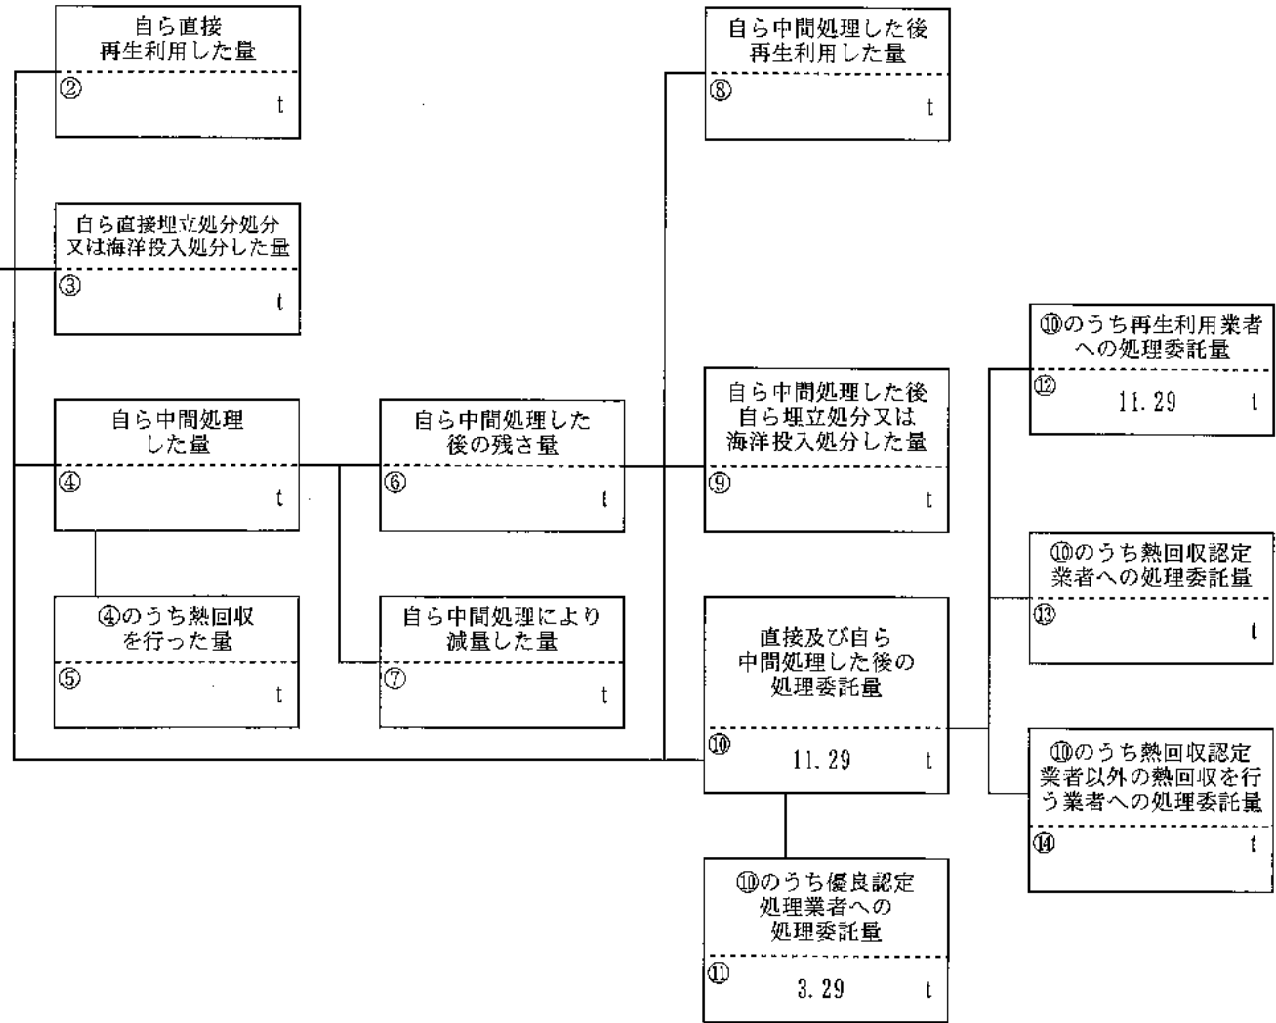 自ら直接
再生利用した量
②
t
自ら中間処理した後
再生利用した量
⑧
t
自ら直接埋立処分処分
又は海洋投入処分した量
③
t
⑩のうち再生利用業者
への処理委託量
⑫
11.29 t
自ら中間処理
した量
④
t
自ら中間処理した
後の残さ量
⑥
t
自ら中間処理した後
自ら埋立処分又は
海洋投入処分した量
⑨
t
⑩のうち熱回収認定
業者への処理委託量
⑬
t
④のうち熱回収
を行った量
⑤
t
自ら中間処理により
減量した量
⑦
t
直接及び自ら
中間処理した後の
処理委託量
⑩
11.29 t
⑩のうち熱回収認定
業者以外の熱回収を行
う業者への処理委託量
⑭
t
⑩のうち優良認定
処理業者への
処理委託量
⑪
3.29 t